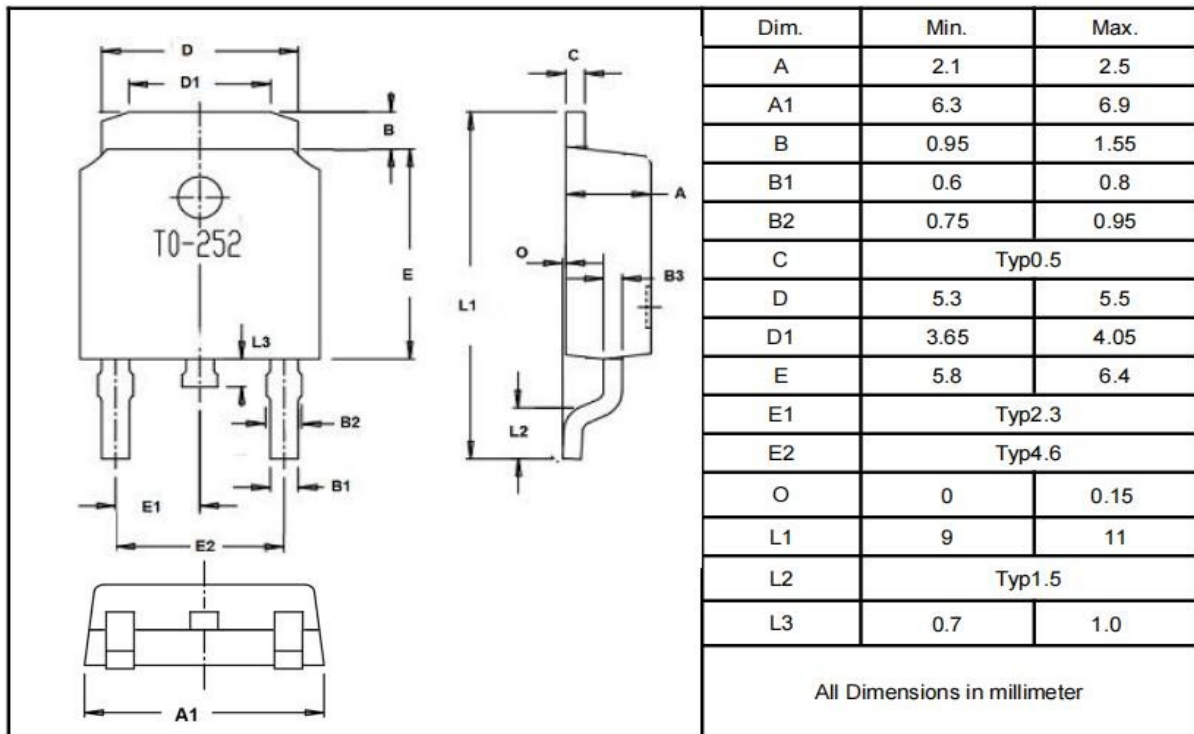 D
D1
C
B
A
TO-252
O
B3
E
L1
L3
B2
L2
B1
E1
E2
A1
Dim. Min. Max.
A 2.1 2.5
A1 6.3 6.9
B 0.95 1.55
B1 0.6 0.8
B2 0.75 0.95
C Typ0.5
D 5.3 5.5
D1 3.65 4.05
E 5.8 6.4
E1 Typ2.3
E2 Typ4.6
O 0 0.15
L1 9 11
L2 Typ1.5
L3 0.7 1.0
All Dimensions in millimeter